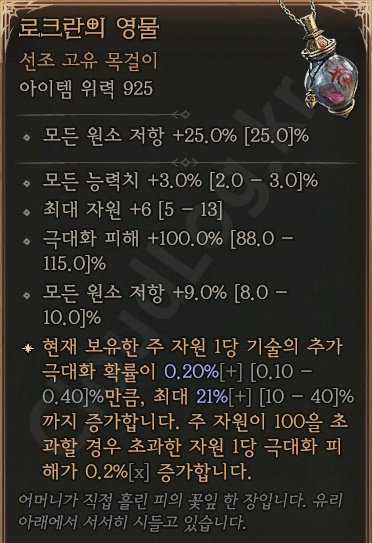 로크란의 영물
선조 고유 목걸이
아이템 위력 925
모든 원소 저항 +25.0% [25.0]%
모든 능력치 +3.0% [2.0 – 3.0]%
최대 자원 +6 [5 – 13]
극대화 피해 +100.0% [88.0 –
115.0]%
모든 원소 저항 +9.0% [8.0 –
10.0]%
현재 보유한 주 자원 1당 기술의 추가
극대화 확률이 0.20%[+] [0.10 –
0.40]%만큼, 최대 21%[+] [10 – 40]%
까지 증가합니다. 주 자원이 100을 초
과할 경우 초과한 자원 1당 극대화 피
해가 0.2%[x] 증가합니다.
어머니가 직접 흘린 피의 꽃잎 한 장입니다. 유리
아래에서 서서히 시들고 있습니다.